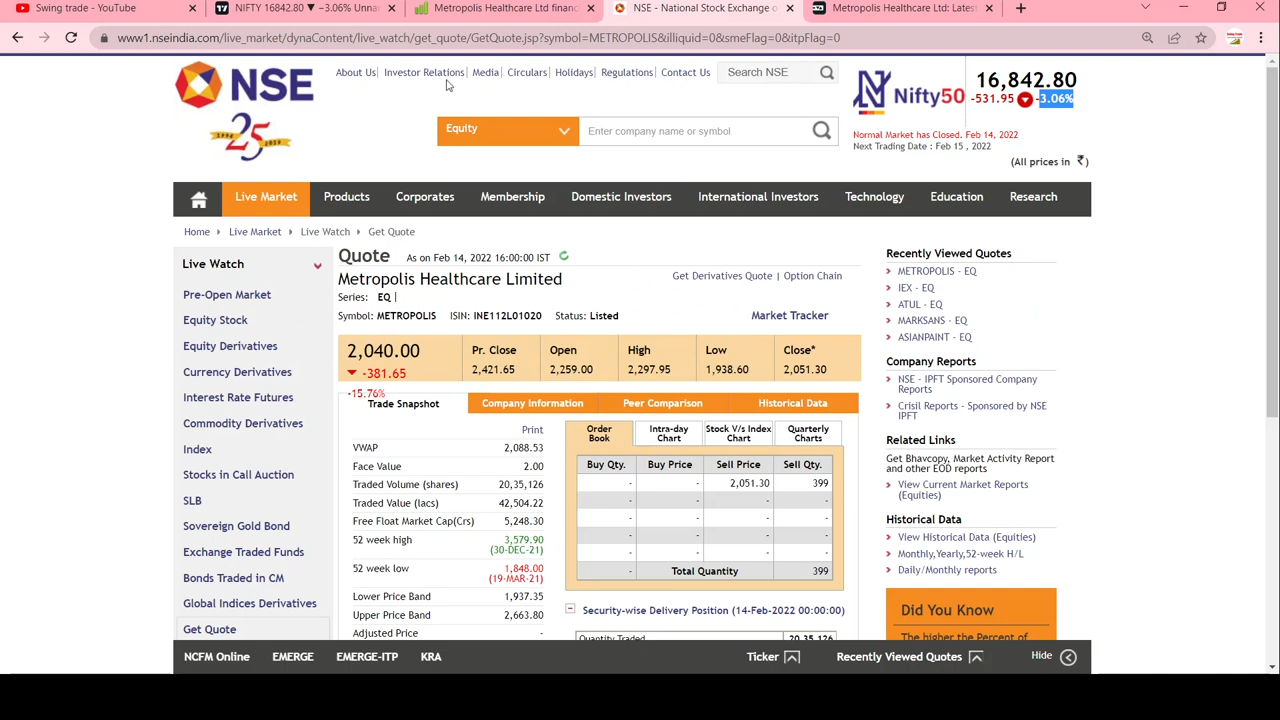 Swing trade - YouTube
NIFTY 16842.80 ▼ −3.06% Unna
Metropolis Healthcare Ltd financ
NSE - National Stock Exchange o
Metropolis Healthcare Ltd: Lates
www1.nseindia.com/live_market/dynaContent/live_watch/get_quote/GetQuote.jsp?symbol=METROPOLIS&illiquid=0&smeFlag=0&itpFlag=0
NSE
25
About Us| Investor Relations| Media| Circulars| Holidays| Regulations| Contact Us
Search NSE
Equity
Enter company name or symbol
Nifty50
16,842.80
-531.95 -3.06%
Normal Market has Closed. Feb 14, 2022
Next Trading Date : Feb 15 , 2022
(All prices in ₹)
Live Market Products Corporates Membership Domestic Investors International Investors Technology Education Research
Home Live Market Live Watch Get Quote
Live Watch
Pre-Open Market
Equity Stock
Equity Derivatives
Currency Derivatives
Interest Rate Futures
Commodity Derivatives
Index
Stocks in Call Auction
SLB
Sovereign Gold Bond
Exchange Traded Funds
Bonds Traded in CM
Global Indices Derivatives
Get Quote
Quote As on Feb 14, 2022 16:00:00 IST
Metropolis Healthcare Limited
Get Derivatives Quote | Option Chain
Series: EQ |
Symbol: METROPOLIS ISIN: INE112L01020 Status: Listed
Market Tracker
2,040.00
-381.65
-15.76%
Pr. Close Open High Low Close*
2,421.65 2,259.00 2,297.95 1,938.60 2,051.30
Trade Snapshot Company Information Peer Comparison Historical Data
Print
VWAP 2,088.53
Face Value 2.00
Traded Volume (shares) 20,35,126
Traded Value (lacs) 42,504.22
Free Float Market Cap(Crs) 5,248.30
52 week high 3,579.90
(30-DEC-21)
52 week low 1,848.00
(19-MAR-21)
Lower Price Band 1,937.35
Upper Price Band 2,663.80
Adjusted Price -
Order Book
Intra-day Chart
Stock V/s Index Chart
Quarterly Charts
Buy Qty. Buy Price Sell Price Sell Qty.
- - 2,051.30 399
- - - -
- - - -
- - - -
- - - -
- Total Quantity 399
Security-wise Delivery Position (14-Feb-2022 00:00:00)
Quantity Traded 20,35,126
Recently Viewed Quotes
METROPOLIS - EQ
IEX - EQ
ATUL - EQ
MARKSANS - EQ
ASIANPAINT - EQ
Company Reports
NSE - IPFT Sponsored Company
Reports
Crisil Reports - Sponsored by NSE
IPFT
Related Links
Get Bhavcopy, Market Activity Report
and other EOD reports
View Current Market Reports
(Equities)
Historical Data
View Historical Data (Equities)
Monthly,Yearly,52-week H/L
Daily/Monthly reports
Did You Know
The higher the Percent of
NCFM Online EMERGE EMERGE-ITP KRA
Ticker Recently Viewed Quotes Hide